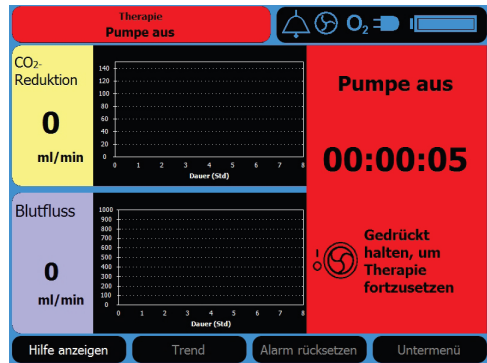 Therapie
Pumpe aus
O₂
CO₂-
Reduktion
0
ml/min
140
120
100
80
60
40
20
0
0 1 2 3 4 5 6 7 8
Dauer (Std)
Pumpe aus
00:00:05
Blutfluss
0
ml/min
1000
900
800
700
600
500
400
300
200
100
0
0 1 2 3 4 5 6 7 8
Dauer (Std)
I
O
Gedrückt
halten, um
Therapie
fortzusetzen
Hilfe anzeigen Trend Alarm rücksetzen Untermenü